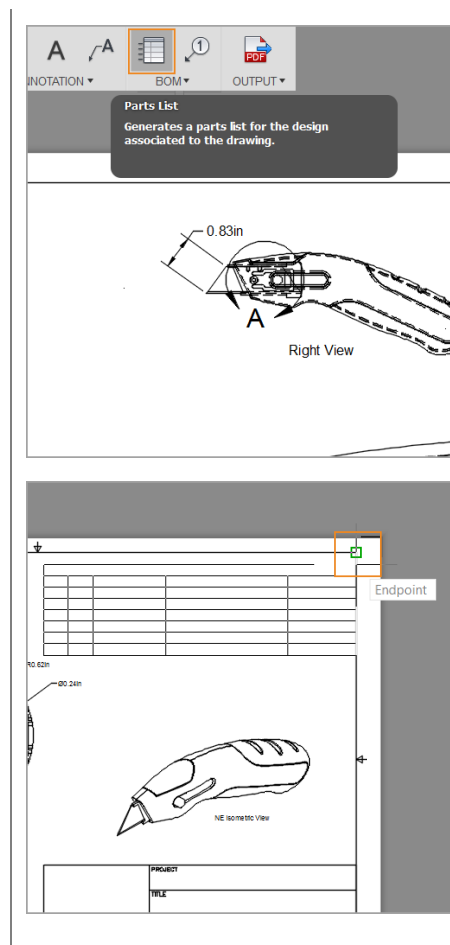 A A 1 PDF
NNOTATION ▾ BOM ▾ OUTPUT ▾
Parts List
Generates a parts list for the design
associated to the drawing.
0.83in
A
Right View
Endpoint
R0.62in
Ø0.24in
NE Isometric View
PROJECT
TITLE